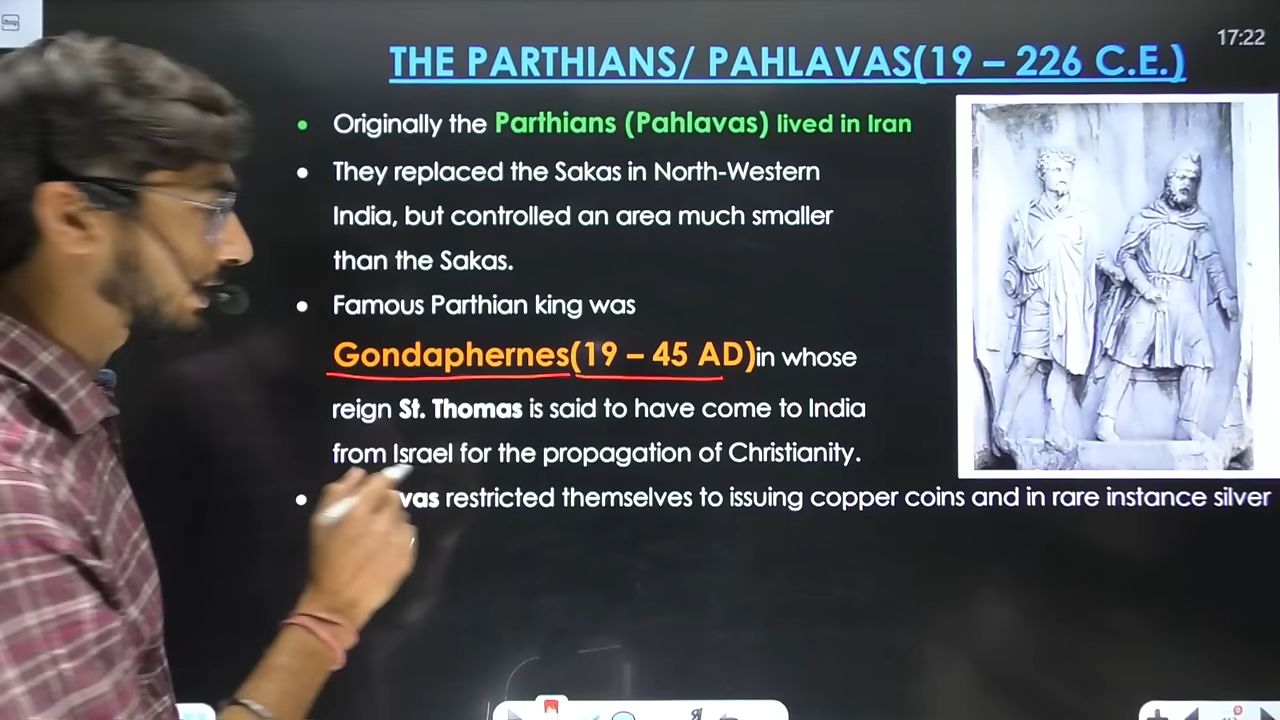 17:22
THE PARTHIANS/ PAHLAVAS(19 – 226 C.E.)
• Originally the Parthians (Pahlavas) lived in Iran
• They replaced the Sakas in North-Western
India, but controlled an area much smaller
than the Sakas.
• Famous Parthian king was
Gondaphernes(19 – 45 AD)in whose
reign St. Thomas is said to have come to India
from Israel for the propagation of Christianity.
• vas restricted themselves to issuing copper coins and in rare instance silver